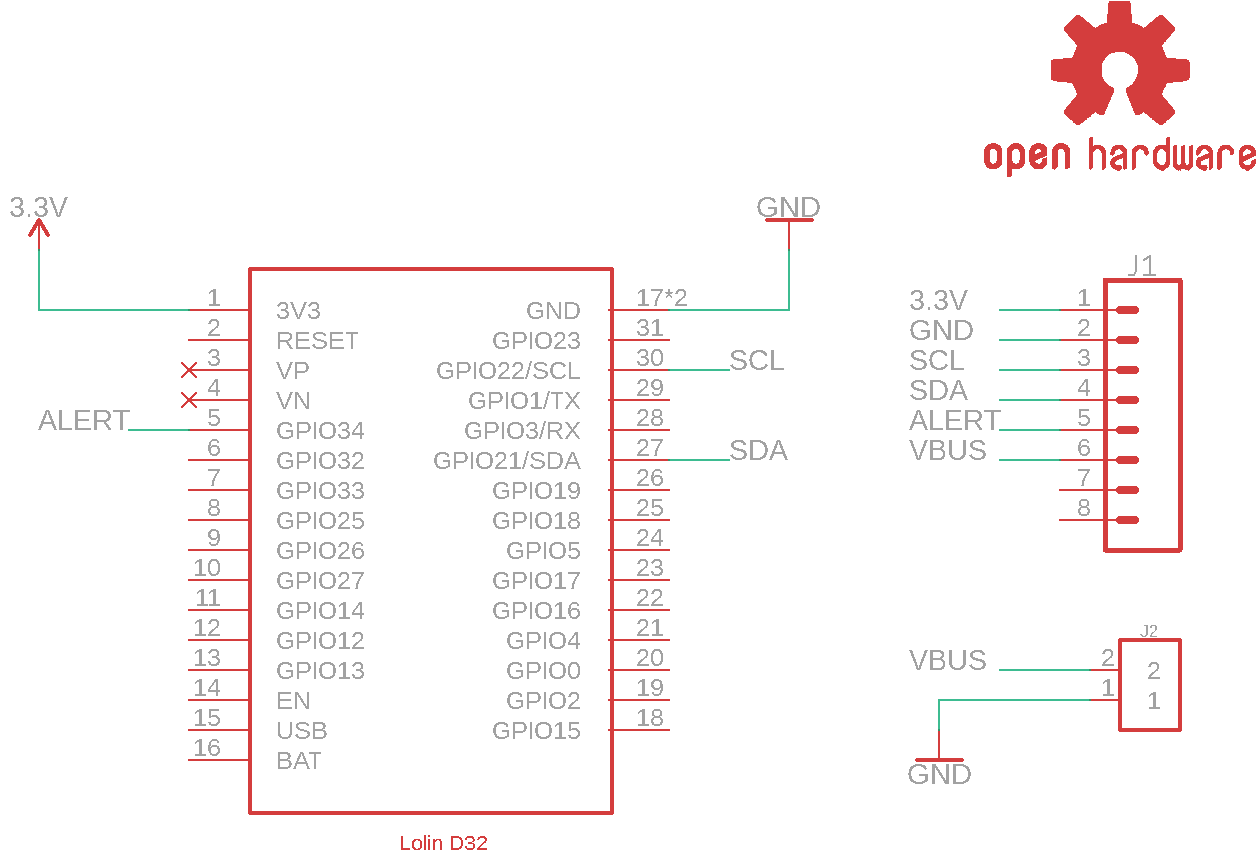 open hardware
3.3V
GND
1 3V3 GND 17*2
2 RESET GPIO23 31
3 VP GPIO22/SCL 30 SCL
4 VN GPIO1/TX 29
ALERT 5 GPIO34 GPIO3/RX 28
6 GPIO32 GPIO21/SDA 27 SDA
7 GPIO33 GPIO19 26
8 GPIO25 GPIO18 25
9 GPIO26 GPIO5 24
10 GPIO27 GPIO17 23
11 GPIO14 GPIO16 22
12 GPIO12 GPIO4 21
13 GPIO13 GPIO0 20
14 EN GPIO2 19
15 USB GPIO15 18
16 BAT
Lolin D32
J1
3.3V 1
GND 2
SCL 3
SDA 4
ALERT 5
VBUS 6
7
8
J2
VBUS 2 2
1 1
GND